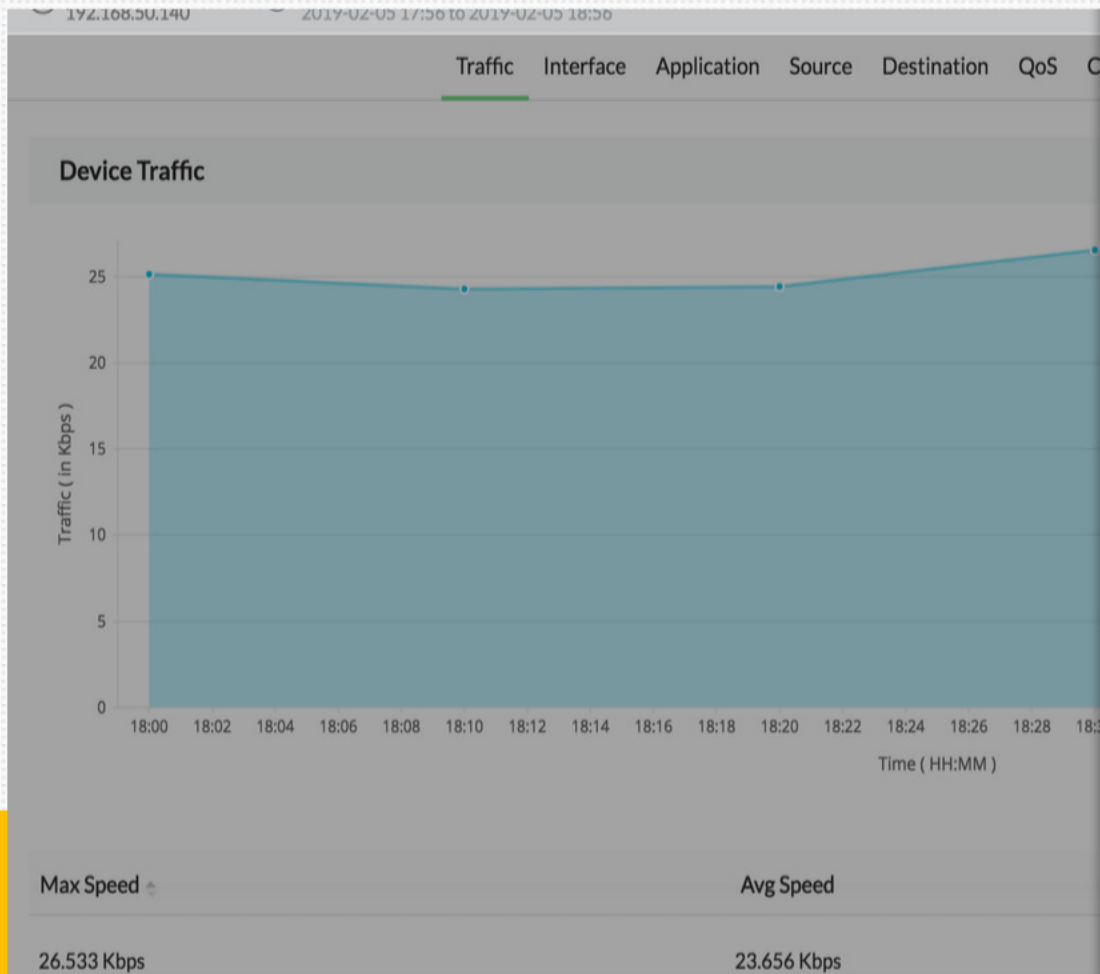 192.168.50.140 2019-02-05 17:56 to 2019-02-05 18:56
Traffic Interface Application Source Destination QoS
Device Traffic
25
20
15
10
5
0
Traffic ( in Kbps )
18:00 18:02 18:04 18:06 18:08 18:10 18:12 18:14 18:16 18:18 18:20 18:22 18:24 18:26 18:28
Time ( HH:MM )
Max Speed Avg Speed
26.533 Kbps 23.656 Kbps